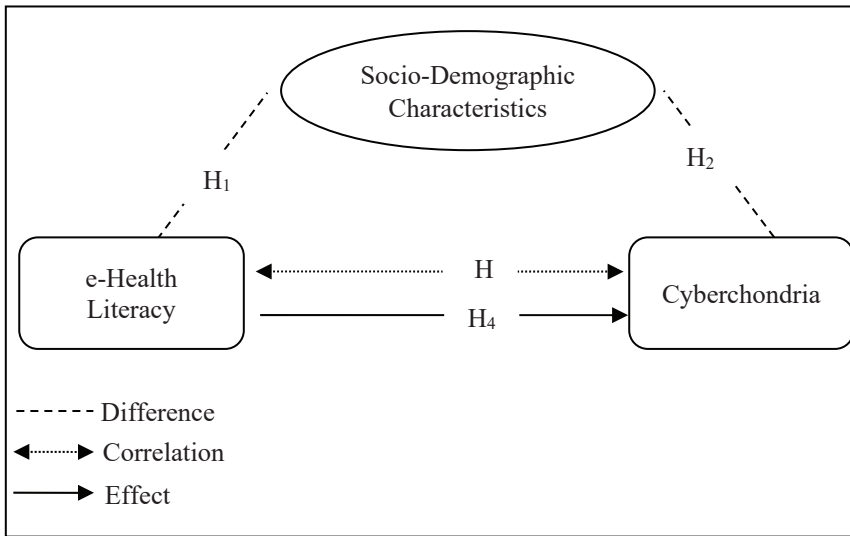 Socio-Demographic
Characteristics
H₁
H₂
e-Health
Literacy
H
Cyberchondria
H₄
Difference
Correlation
Effect